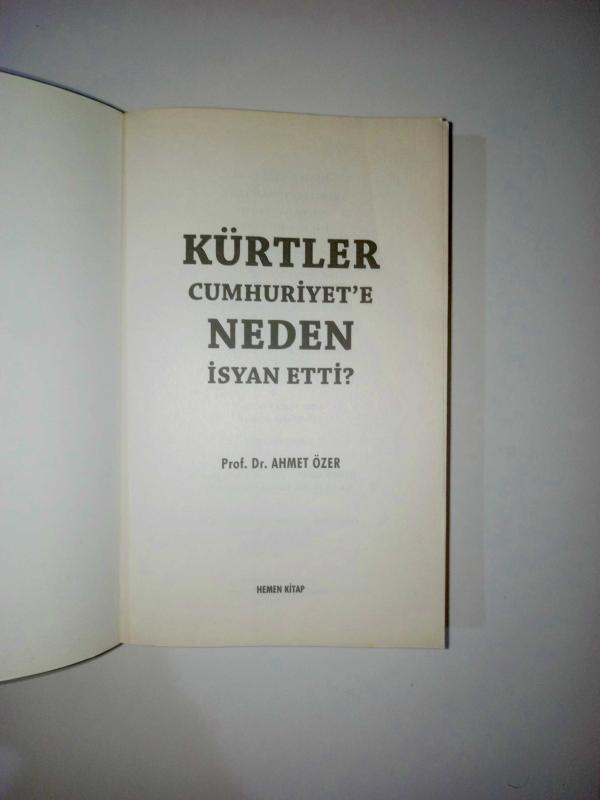 KÜRTLER
CUMHURİYET'E
NEDEN
İSYAN ETTİ?
Prof. Dr. AHMET ÖZER
HEMEN KİTAP